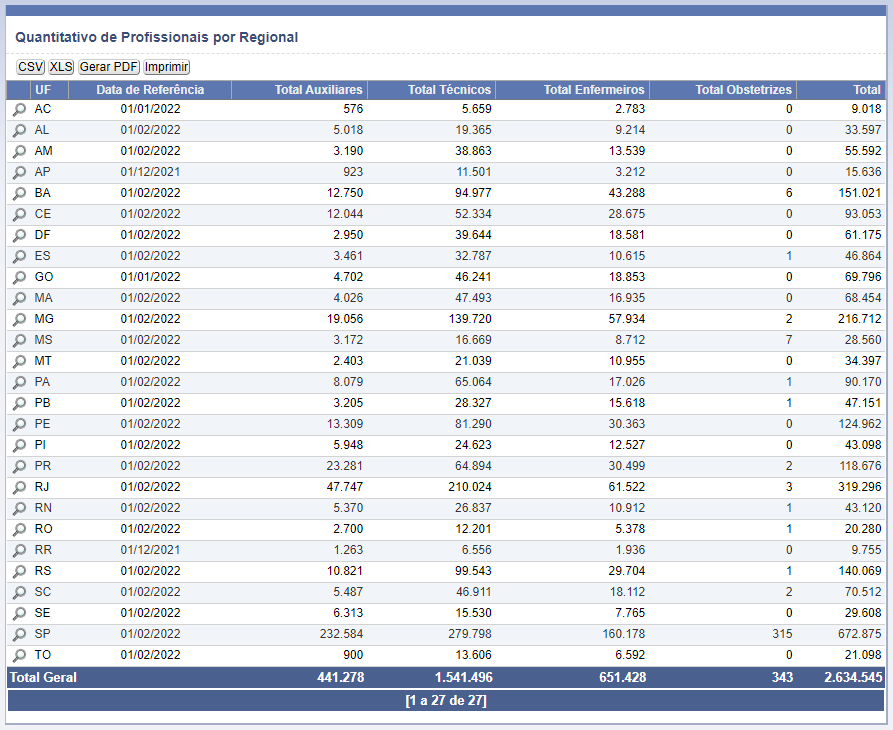 Quantitativo de Profissionais por Regional
CSV XLS Gerar PDF Imprimir
UF Data de Referência Total Auxiliares Total Técnicos Total Enfermeiros Total Obstetrizes Total
AC 01/01/2022 576 5.659 2.783 0 9.018
AL 01/02/2022 5.018 19.365 9.214 0 33.597
AM 01/02/2022 3.190 38.863 13.539 0 55.592
AP 01/12/2021 923 11.501 3.212 0 15.636
BA 01/02/2022 12.750 94.977 43.288 6 151.021
CE 01/02/2022 12.044 52.334 28.675 0 93.053
DF 01/02/2022 2.950 39.644 18.581 0 61.175
ES 01/02/2022 3.461 32.787 10.615 1 46.864
GO 01/01/2022 4.702 46.241 18.853 0 69.796
MA 01/02/2022 4.026 47.493 16.935 0 68.454
MG 01/02/2022 19.056 139.720 57.934 2 216.712
MS 01/02/2022 3.172 16.669 8.712 7 28.560
MT 01/02/2022 2.403 21.039 10.955 0 34.397
PA 01/02/2022 8.079 65.064 17.026 1 90.170
PB 01/02/2022 3.205 28.327 15.618 1 47.151
PE 01/02/2022 13.309 81.290 30.363 0 124.962
PI 01/02/2022 5.948 24.623 12.527 0 43.098
PR 01/02/2022 23.281 64.894 30.499 2 118.676
RJ 01/02/2022 47.747 210.024 61.522 3 319.296
RN 01/02/2022 5.370 26.837 10.912 1 43.120
RO 01/02/2022 2.700 12.201 5.378 1 20.280
RR 01/12/2021 1.263 6.556 1.936 0 9.755
RS 01/02/2022 10.821 99.543 29.704 1 140.069
SC 01/02/2022 5.487 46.911 18.112 2 70.512
SE 01/02/2022 6.313 15.530 7.765 0 29.608
SP 01/02/2022 232.584 279.798 160.178 315 672.875
TO 01/02/2022 900 13.606 6.592 0 21.098
Total Geral 441.278 1.541.496 651.428 343 2.634.545
[1 a 27 de 27]